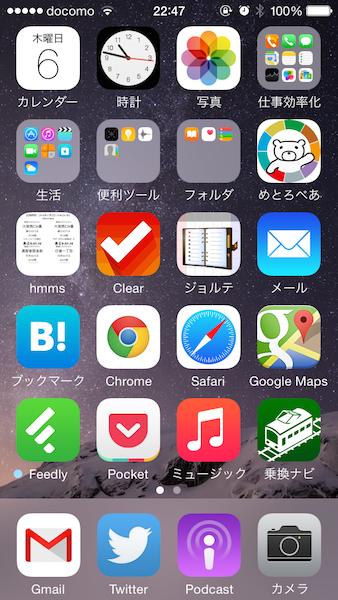 docomo 22:47 100%
木曜日
6
カレンダー 時計 写真 仕事効率化
生活 便利ツール フォルダ めとろべあ
hmms Clear ジョルテ メール
B!
ブックマーク Chrome Safari Google Maps
g
Feedly Pocket ミュージック 乗換ナビ
Gmail Twitter Podcast カメラ